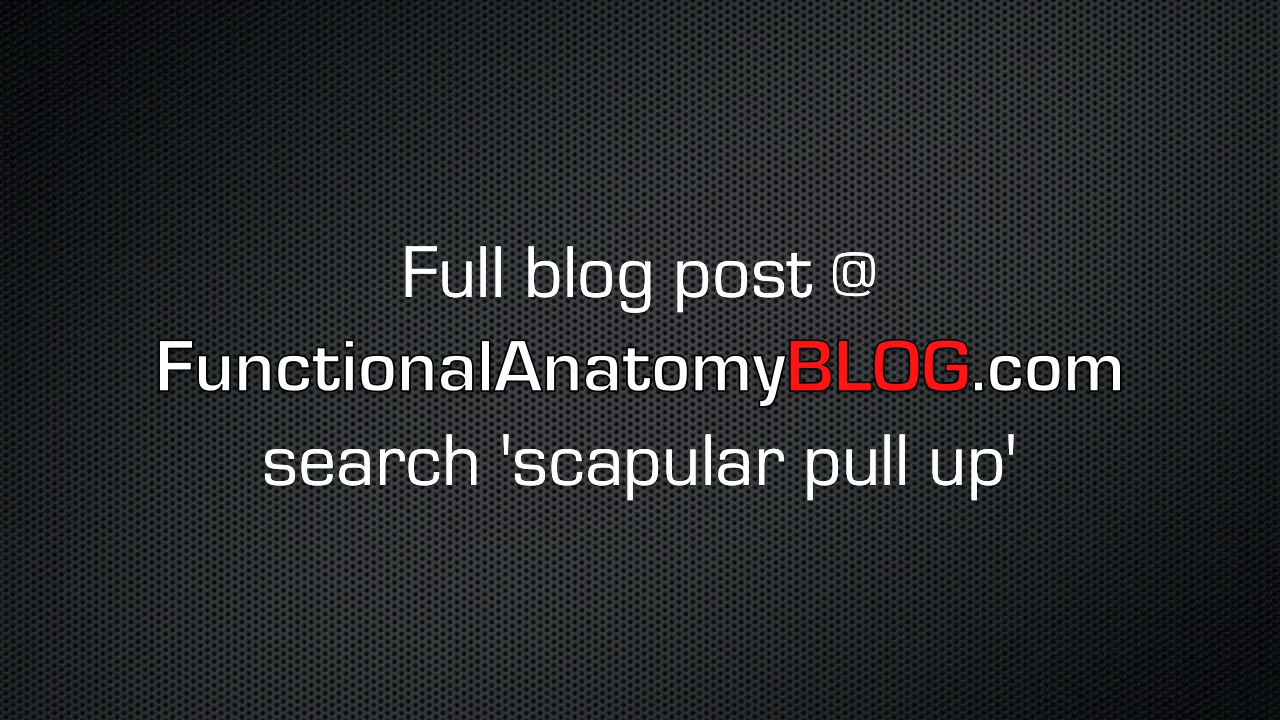 Full blog post @
FunctionalAnatomyBLOG.com
search 'scapular pull up'